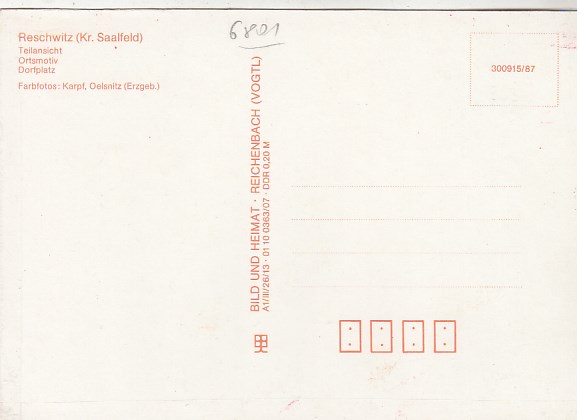 Reschwitz (Kr. Saalfeld)
Teilansicht
Ortsmotiv
Dorfplatz
Farbfotos: Karpf, Oelsnitz (Erzgeb.)
6801
BILD UND HEIMAT · REICHENBACH (VOGTL)
A1/III/26/13 · 01 10 0363/07 · DDR 0,20 M
300915/87